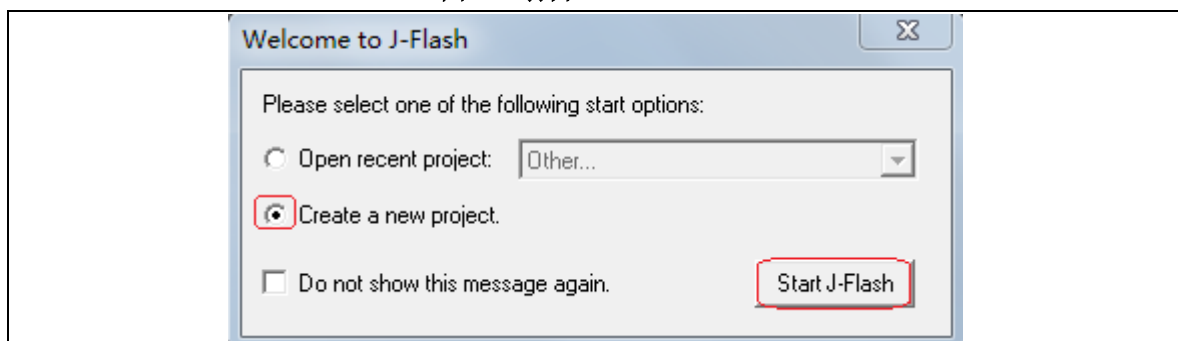 Welcome to J-Flash
Please select one of the following start options:
Open recent project: Other...
Create a new project.
Do not show this message again. Start J-Flash